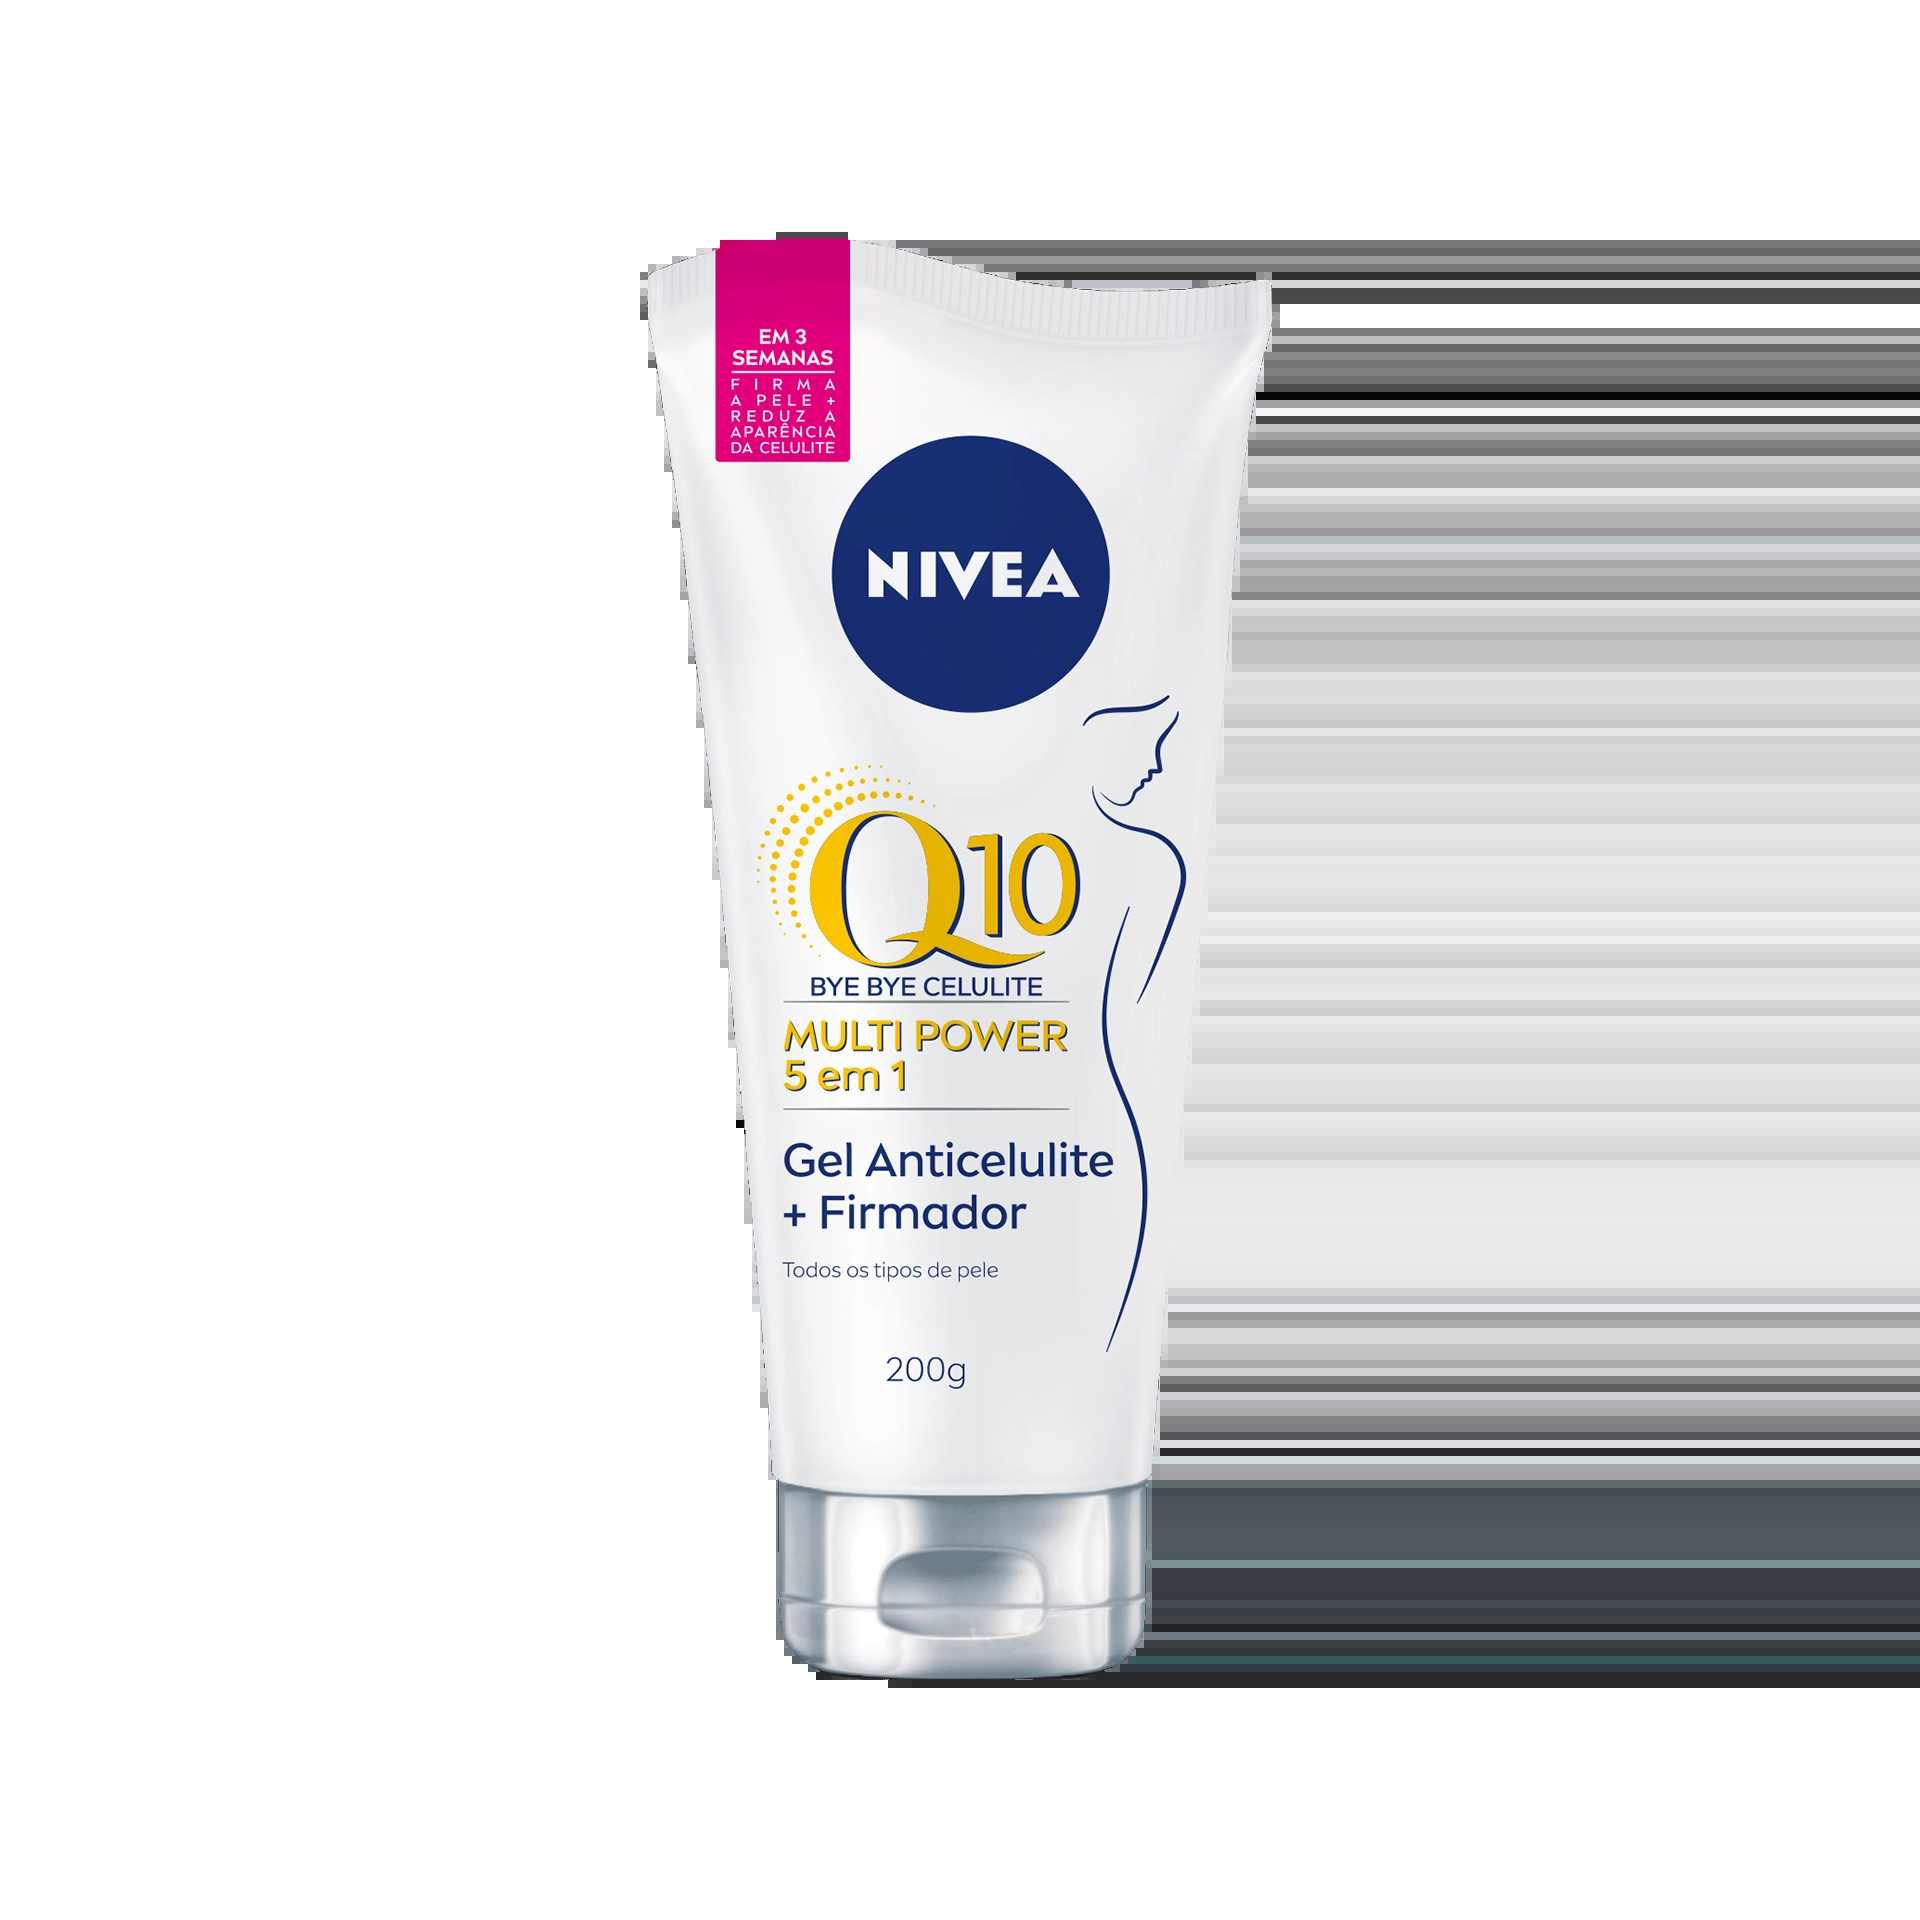 EM 3
SEMANAS
FIRMA
A PELE +
REDUZ A
APARÊNCIA
DA CELULITE
NIVEA
Q10
BYE BYE CELULITE
MULTI POWER
5 em 1
Gel Anticelulite
+ Firmador
Todos os tipos de pele
200g